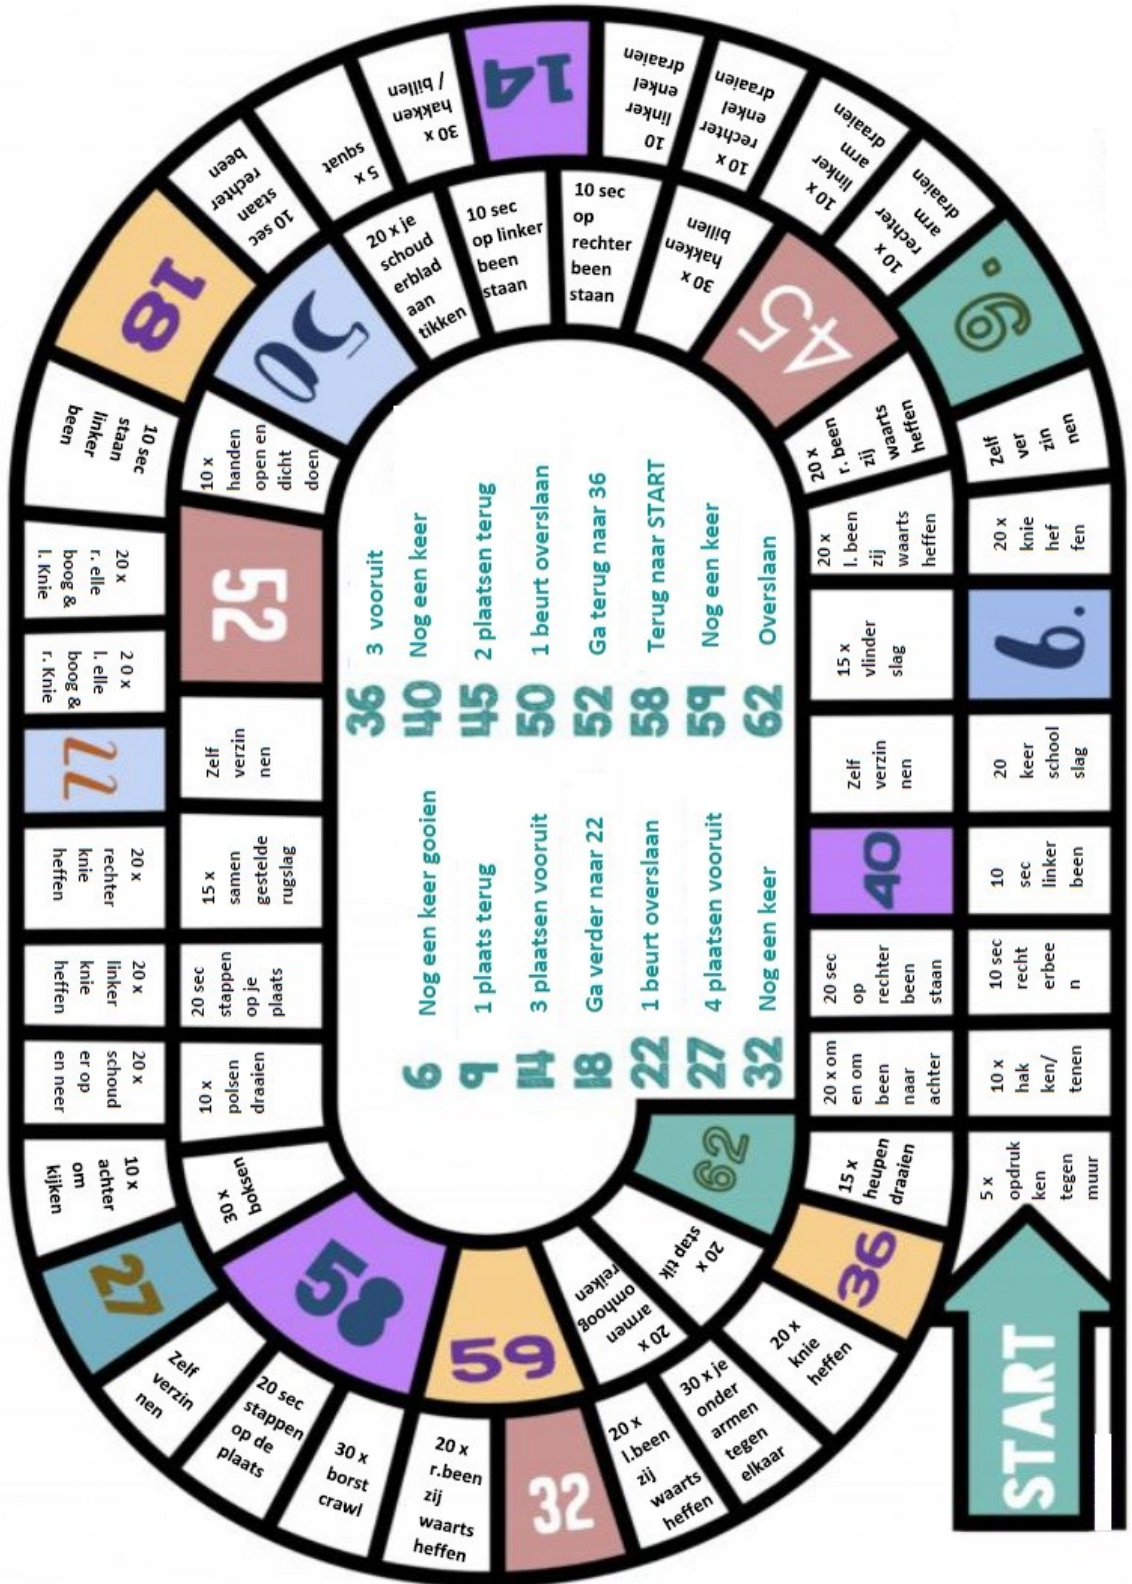 START
5 x
opdruk
ken
tegen
muur
10 x
hak
ken/
tenen
10 sec
recht
erbee
n
10
sec
linker
been
20
keer
school
slag
6.
20 x
knie
hef
fen
Zelf
ver
zin
nen
9.
10 x
rechter
arm
draaien
10 x
linker
arm
draaien
10 x
rechter
enkel
draaien
10
linker
enkel
draaien
14
30 x
hakken
/ billen
5 x
squat
10 sec
staan
rechter
been
18
10 sec
staan
linker
been
20 x
r. elle
boog &
l. Knie
2 0 x
l. elle
boog &
r. Knie
22
20 x
rechter
knie
heffen
20 x
linker
knie
heffen
20 x
schoud
er op
en neer
10 x
achter
om
kijken
27
Zelf
verzin
nen
20 sec
stappen
op de
plaats
30 x
borst
crawl
20 x
r.been
zij
waarts
heffen
32
20 x
l.been
zij
waarts
heffen
30 x je
onder
armen
tegen
elkaar
20 x
knie
heffen
36
15 x
heupen
draaien
20 x om
en om
been
naar
achter
20 sec
op
rechter
been
staan
40
Zelf
verzin
nen
15 x
vlinder
slag
20 x
l. been
zij
waarts
heffen
20 x
r. been
zij
waarts
heffen
45
30 x
hakken
billen
10 sec
op
rechter
been
staan
10 sec
op linker
been
staan
20 x je
schoud
erblad
aan
tikken
50
10 x
handen
open en
dicht
doen
52
Zelf
verzin
nen
15 x
samen
gestelde
rugslag
20 sec
stappen
op je
plaats
10 x
polsen
draaien
30 x
boksen
58
59
20 x
armen
omhoog
reiken
20 x
stap tik
62
6 Nog een keer gooien
9 1 plaats terug
14 3 plaatsen vooruit
18 Ga verder naar 22
22 1 beurt overslaan
27 4 plaatsen vooruit
32 Nog een keer
36 3 vooruit
40 Nog een keer
45 2 plaatsen terug
50 1 beurt overslaan
52 Ga terug naar 36
58 Terug naar START
59 Nog een keer
62 Overslaan